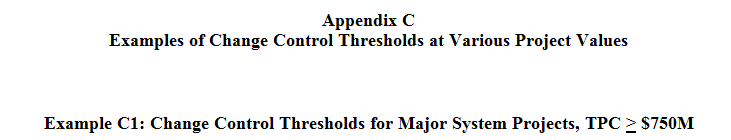 Appendix C
Examples of Change Control Thresholds at Various Project Values
Example C1: Change Control Thresholds for Major System Projects, TPC ≥ $750M